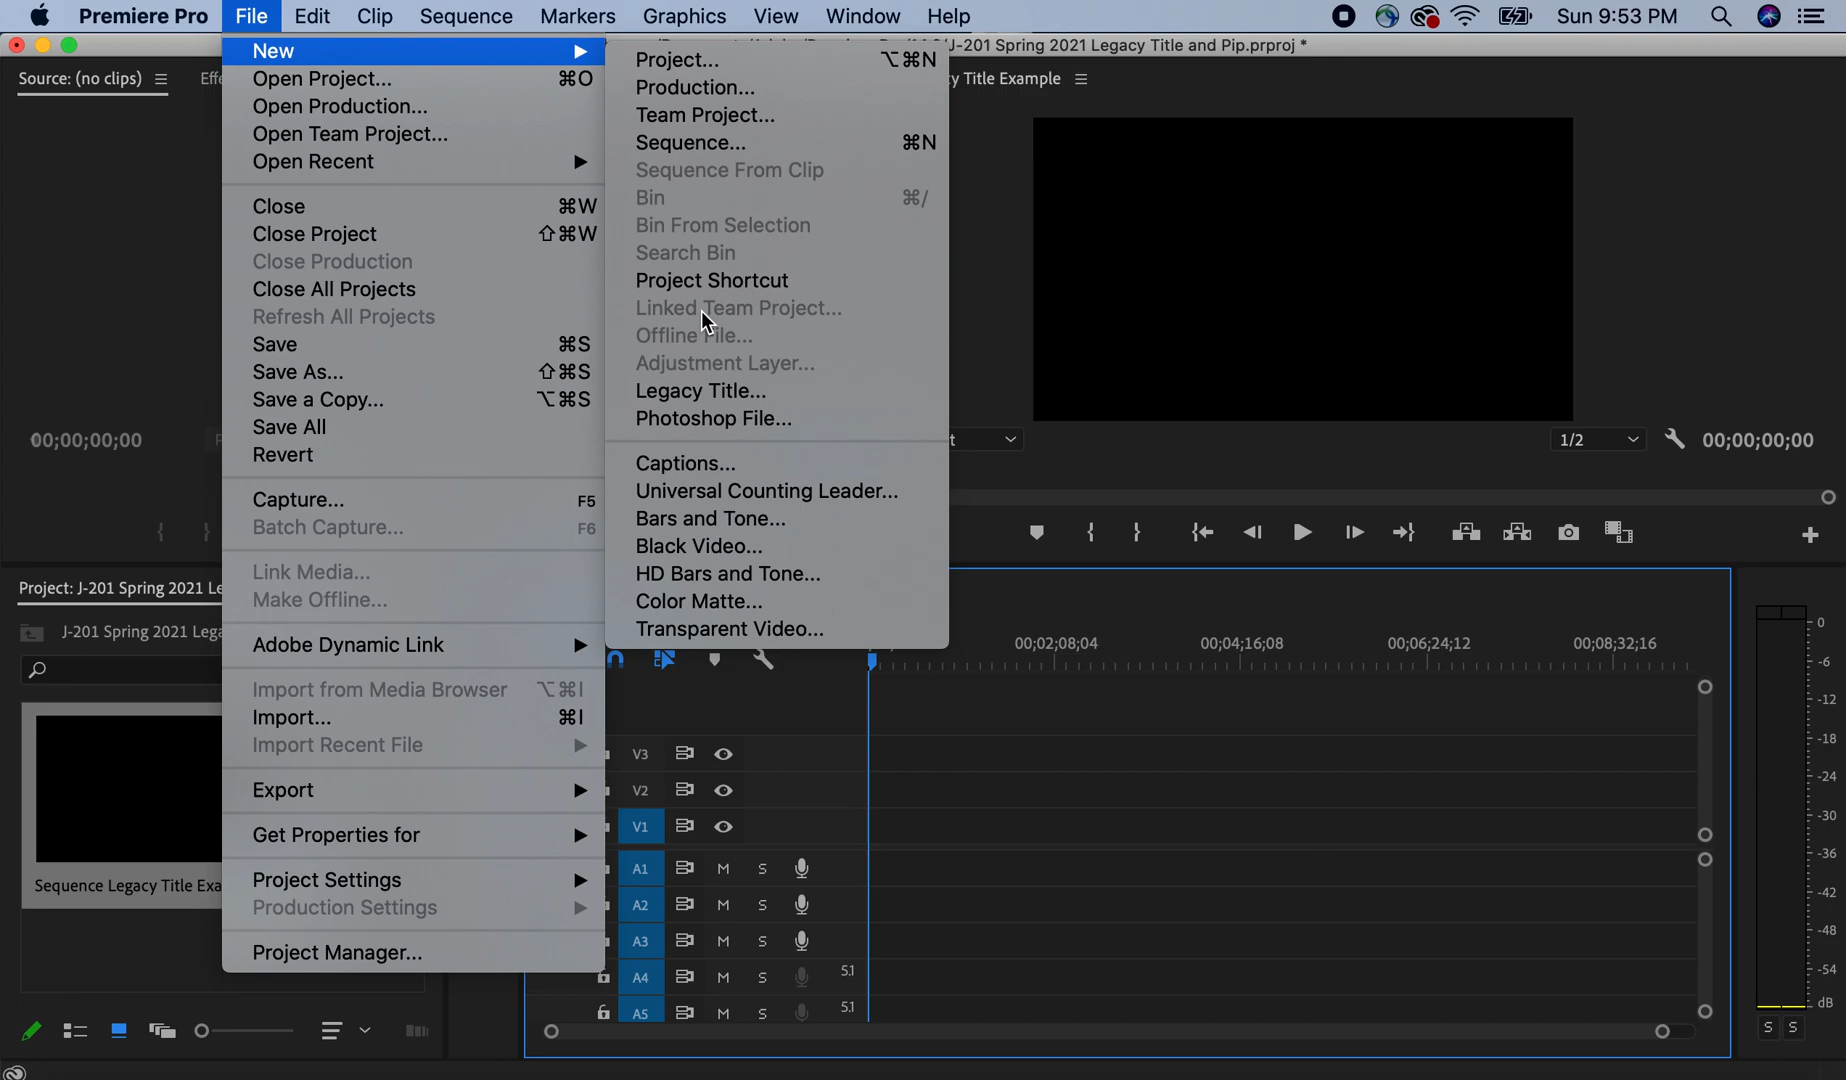 Premiere Pro File Edit Clip Sequence Markers Graphics View Window Help Sun 9:53 PM
J-201 Spring 2021 Legacy Title and Pip.prproj *
Source: (no clips)
y Title Example
New
Open Project... ⌘O
Open Production...
Open Team Project...
Open Recent
Close ⌘W
Close Project ⇧⌘W
Close Production
Close All Projects
Refresh All Projects
Save ⌘S
Save As... ⇧⌘S
Save a Copy... ⌥⌘S
Save All
Revert
Capture... F5
Batch Capture... F6
Link Media...
Make Offline...
Adobe Dynamic Link
Import from Media Browser ⌥⌘I
Import... ⌘I
Import Recent File
Export
Get Properties for
Project Settings
Production Settings
Project Manager...
Project... ⌥⌘N
Production...
Team Project...
Sequence... ⌘N
Sequence From Clip
Bin ⌘/
Bin From Selection
Search Bin
Project Shortcut
Linked Team Project...
Offline File...
Adjustment Layer...
Legacy Title...
Photoshop File...
Captions...
Universal Counting Leader...
Bars and Tone...
Black Video...
HD Bars and Tone...
Color Matte...
Transparent Video...
00;00;00;00
1/2
00;00;00;00
Project: J-201 Spring 2021 Le
J-201 Spring 2021 Lega
Sequence Legacy Title Exa
00;02;08;04 00;04;16;08 00;06;24;12 00;08;32;16
V3
V2
V1
A1 M S
A2 M S
A3 M S
A4 M S 5.1
A5 M S 5.1
0
-6
-12
-18
-24
-30
-36
-42
-48
-54
dB
S S